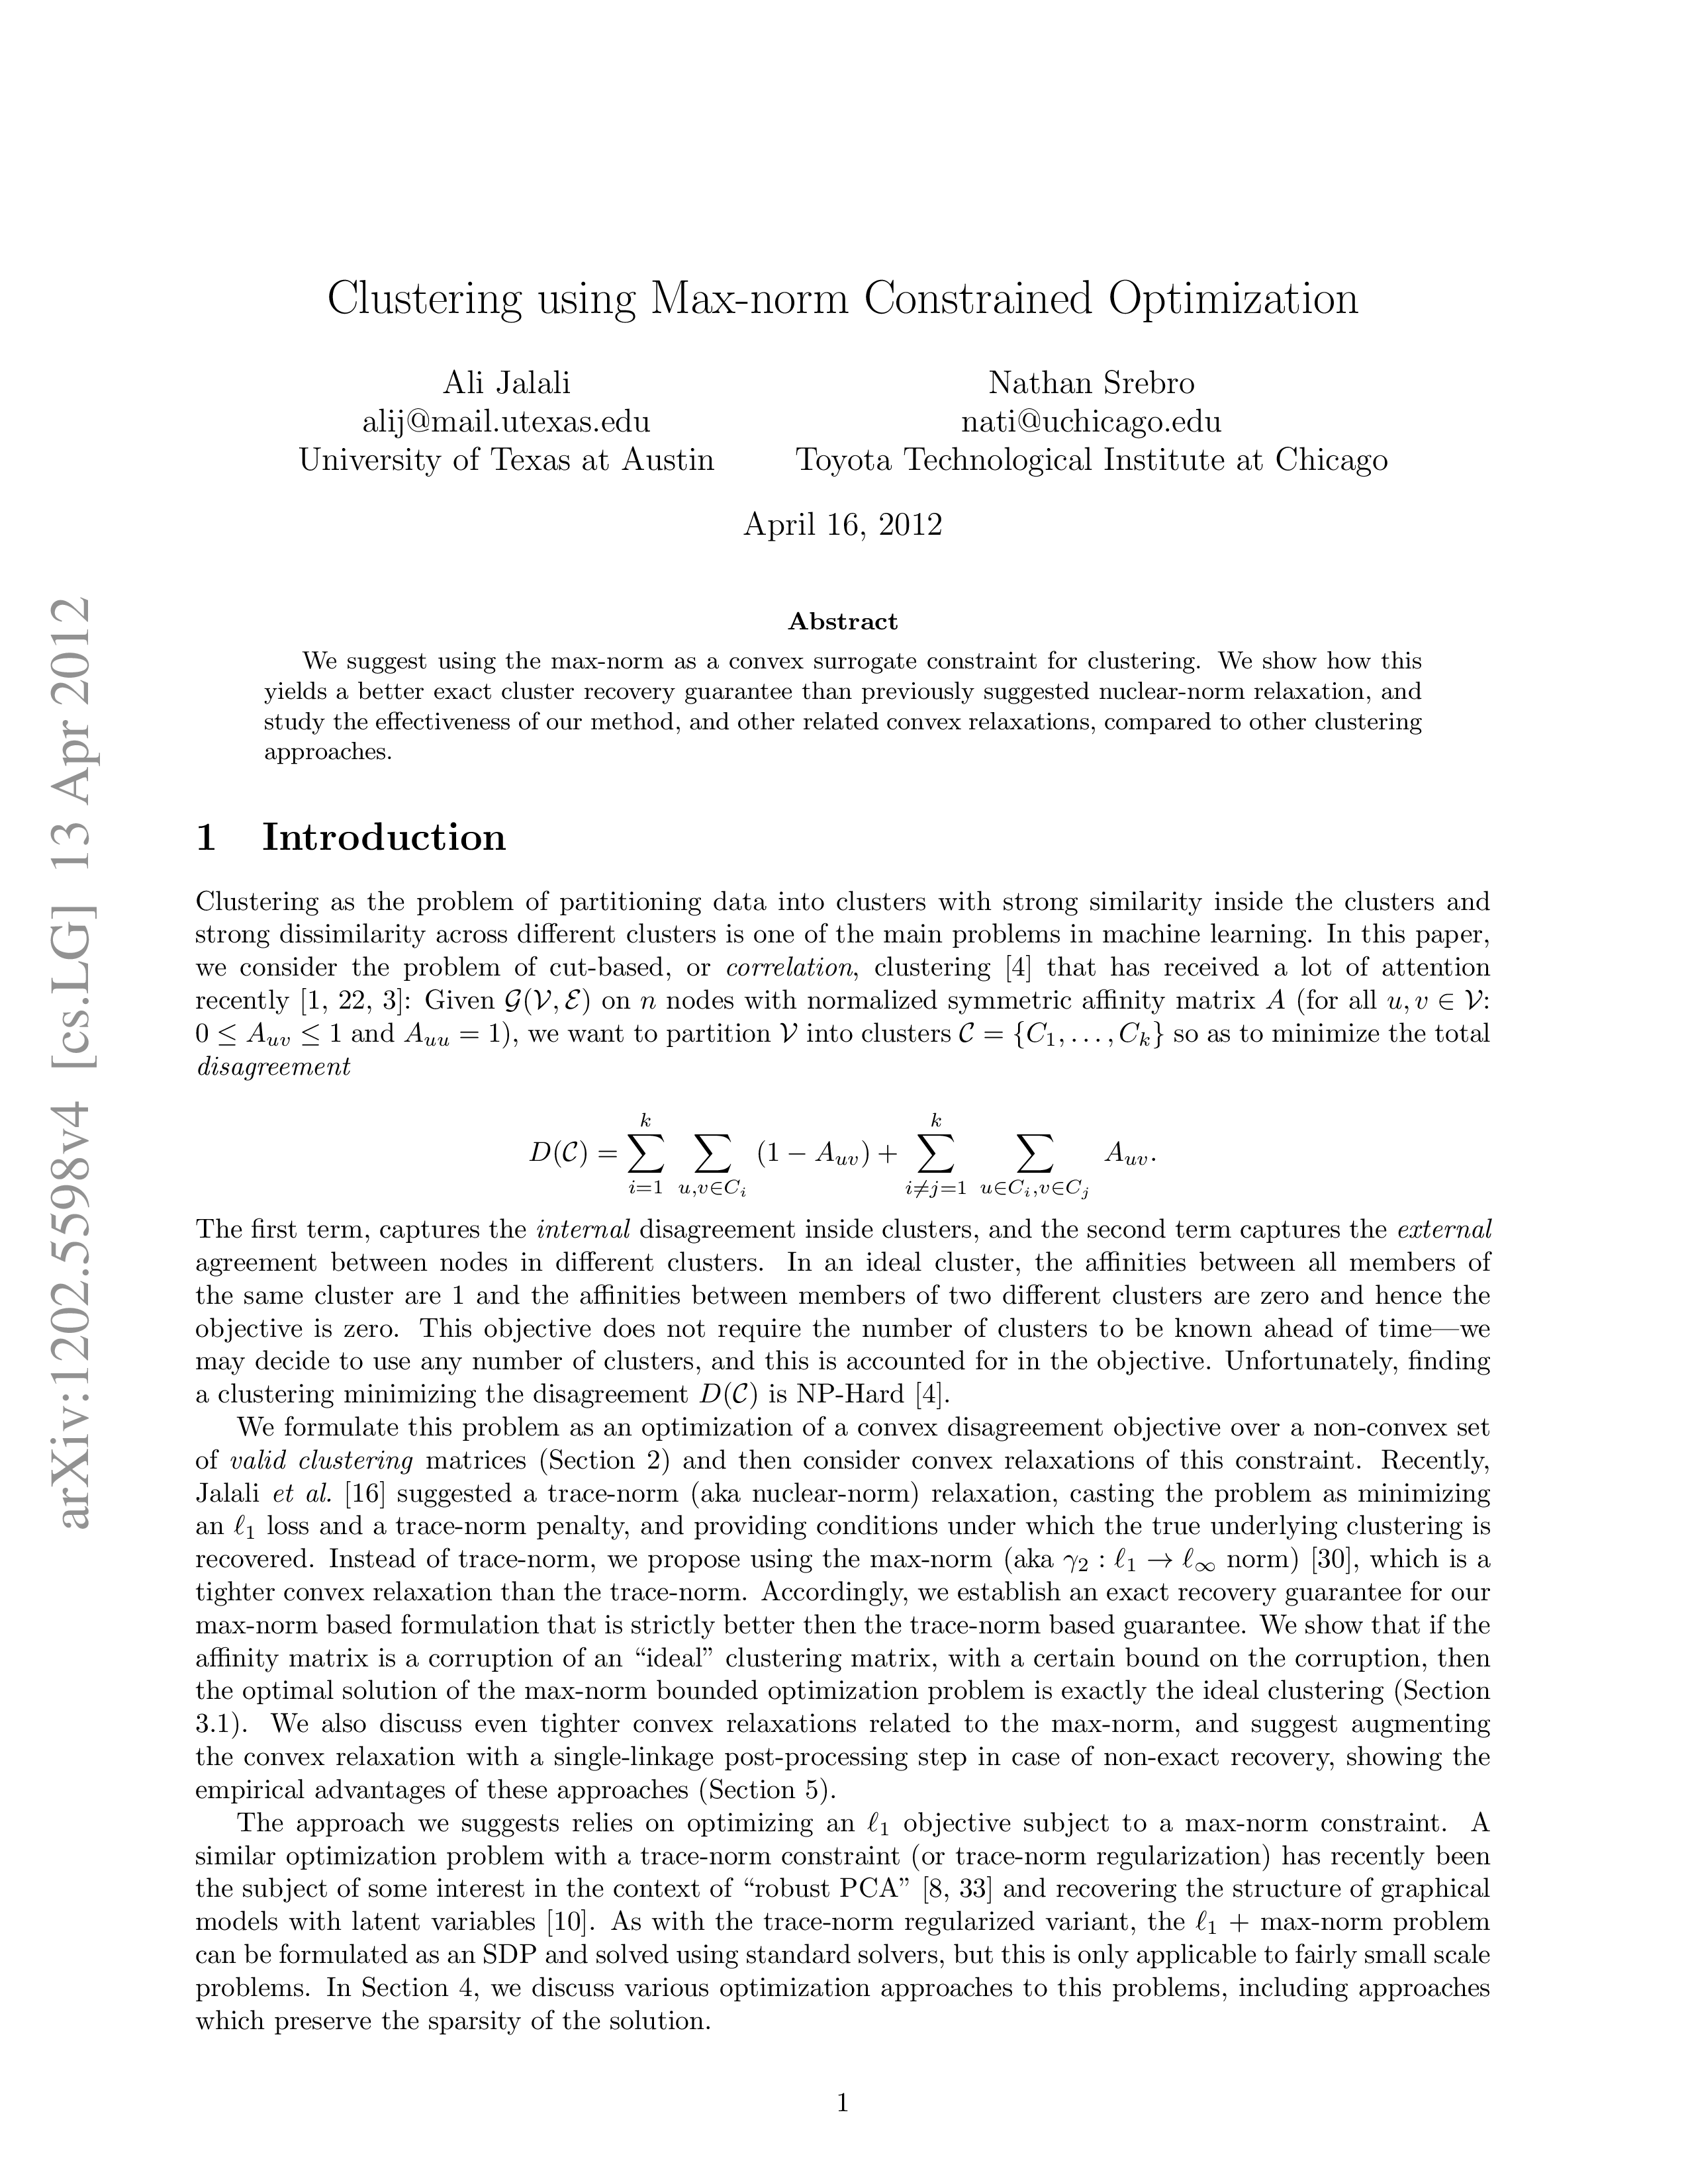 Clustering using Max-norm Constrained Optimization
Ali Jalali
alij@mail.utexas.edu
University of Texas at Austin
Nathan Srebro
nati@uchicago.edu
Toyota Technological Institute at Chicago
April 16, 2012
arXiv:1202.5598v4 [cs.LG] 13 Apr 2012
Abstract
We suggest using the max-norm as a convex surrogate constraint for clustering. We show how this
yields a better exact cluster recovery guarantee than previously suggested nuclear-norm relaxation, and
study the effectiveness of our method, and other related convex relaxations, compared to other clustering
approaches.
1 Introduction
Clustering as the problem of partitioning data into clusters with strong similarity inside the clusters and
strong dissimilarity across different clusters is one of the main problems in machine learning. In this paper,
we consider the problem of cut-based, or correlation, clustering [4] that has received a lot of attention
recently [1, 22, 3]: Given 𝒢(𝒱, ℰ) on n nodes with normalized symmetric affinity matrix A (for all u, v ∈ 𝒱:
0 ≤ A_{uv} ≤ 1 and A_{uu} = 1), we want to partition 𝒱 into clusters 𝒞 = {C_1, . . . , C_k} so as to minimize the total
disagreement
D(𝒞) = ∑_{i=1}^{k} ∑_{u,v∈C_i} (1 − A_{uv}) + ∑_{i≠j=1}^{k} ∑_{u∈C_i,v∈C_j} A_{uv}.
The first term, captures the internal disagreement inside clusters, and the second term captures the external
agreement between nodes in different clusters. In an ideal cluster, the affinities between all members of
the same cluster are 1 and the affinities between members of two different clusters are zero and hence the
objective is zero. This objective does not require the number of clusters to be known ahead of time—we
may decide to use any number of clusters, and this is accounted for in the objective. Unfortunately, finding
a clustering minimizing the disagreement D(𝒞) is NP-Hard [4].
We formulate this problem as an optimization of a convex disagreement objective over a non-convex set
of valid clustering matrices (Section 2) and then consider convex relaxations of this constraint. Recently,
Jalali et al. [16] suggested a trace-norm (aka nuclear-norm) relaxation, casting the problem as minimizing
an ℓ_1 loss and a trace-norm penalty, and providing conditions under which the true underlying clustering is
recovered. Instead of trace-norm, we propose using the max-norm (aka γ_2 : ℓ_1 → ℓ_∞ norm) [30], which is a
tighter convex relaxation than the trace-norm. Accordingly, we establish an exact recovery guarantee for our
max-norm based formulation that is strictly better then the trace-norm based guarantee. We show that if the
affinity matrix is a corruption of an “ideal” clustering matrix, with a certain bound on the corruption, then
the optimal solution of the max-norm bounded optimization problem is exactly the ideal clustering (Section
3.1). We also discuss even tighter convex relaxations related to the max-norm, and suggest augmenting
the convex relaxation with a single-linkage post-processing step in case of non-exact recovery, showing the
empirical advantages of these approaches (Section 5).
The approach we suggests relies on optimizing an ℓ_1 objective subject to a max-norm constraint. A
similar optimization problem with a trace-norm constraint (or trace-norm regularization) has recently been
the subject of some interest in the context of “robust PCA” [8, 33] and recovering the structure of graphical
models with latent variables [10]. As with the trace-norm regularized variant, the ℓ_1 + max-norm problem
can be formulated as an SDP and solved using standard solvers, but this is only applicable to fairly small scale
problems. In Section 4, we discuss various optimization approaches to this problems, including approaches
which preserve the sparsity of the solution.
1